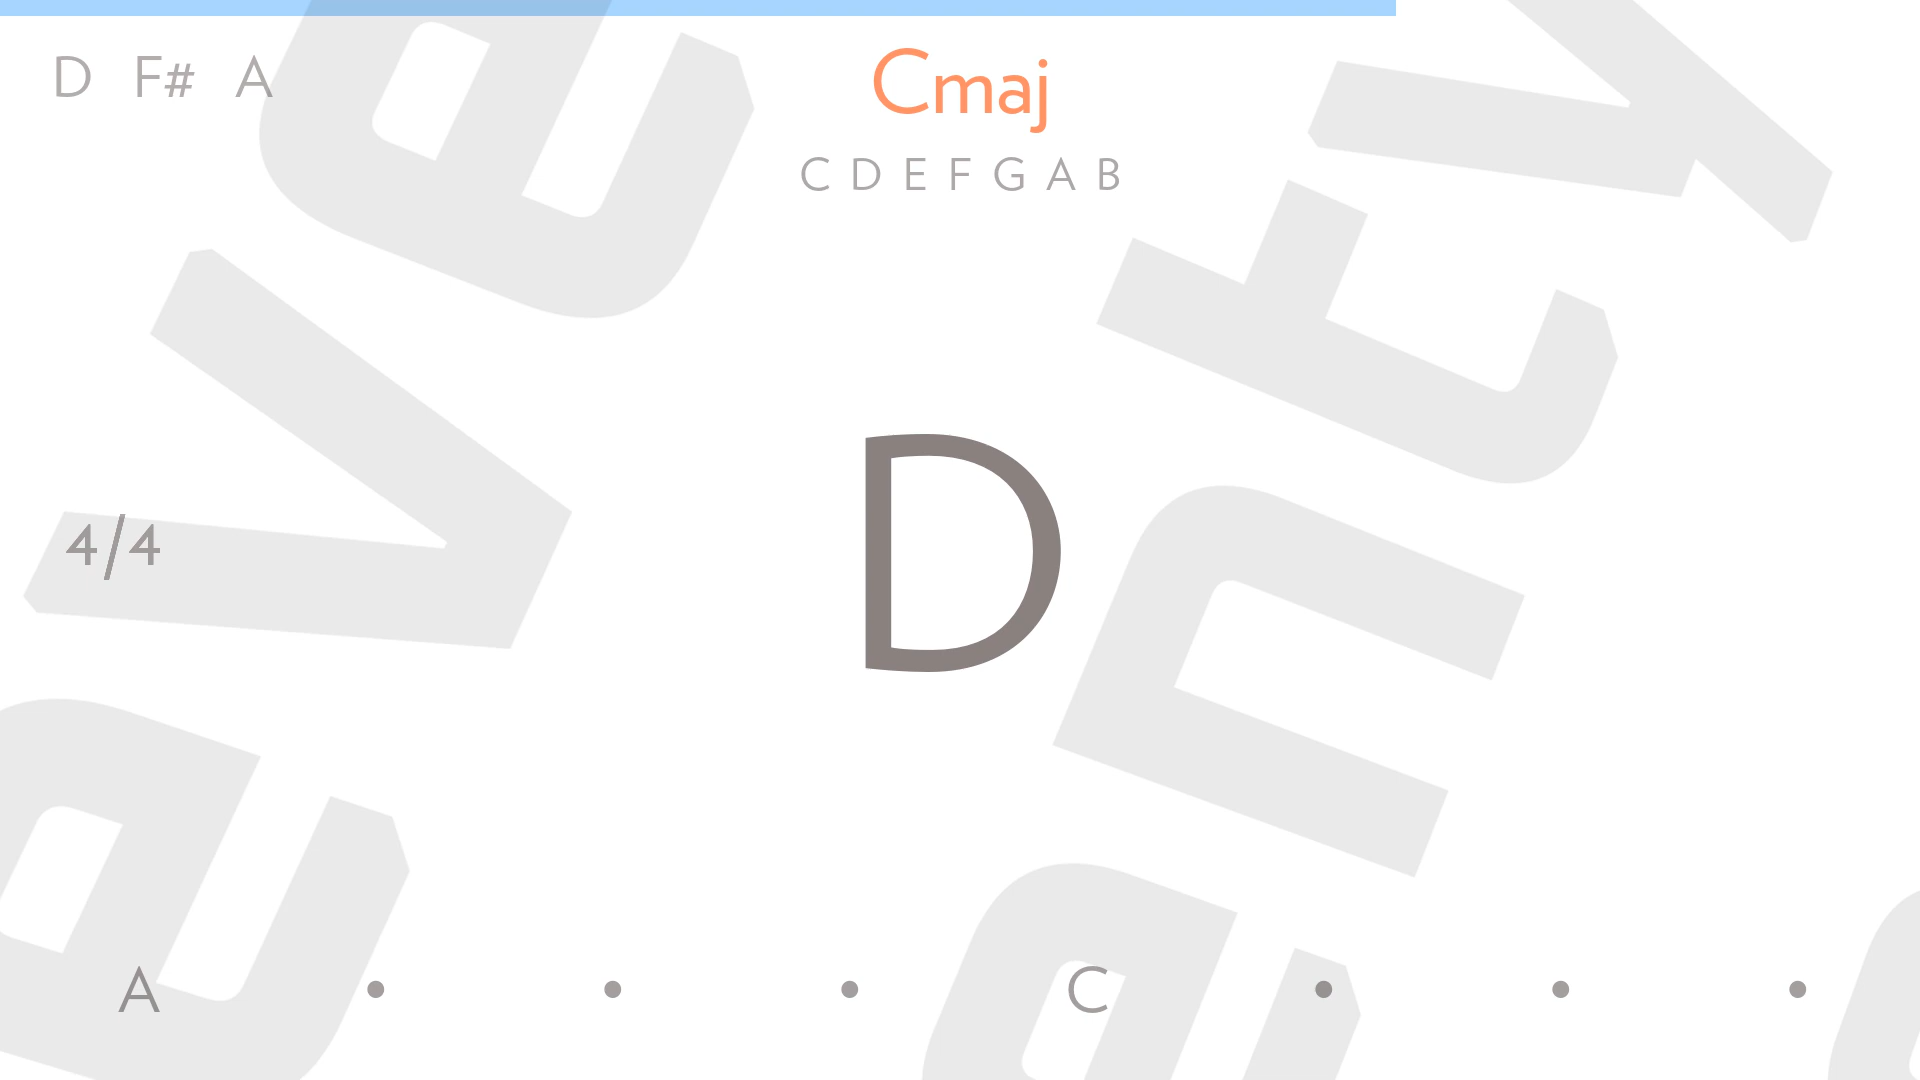 D F# A
Cmaj
C D E F G A B
D
4/4
A • • • C • • •